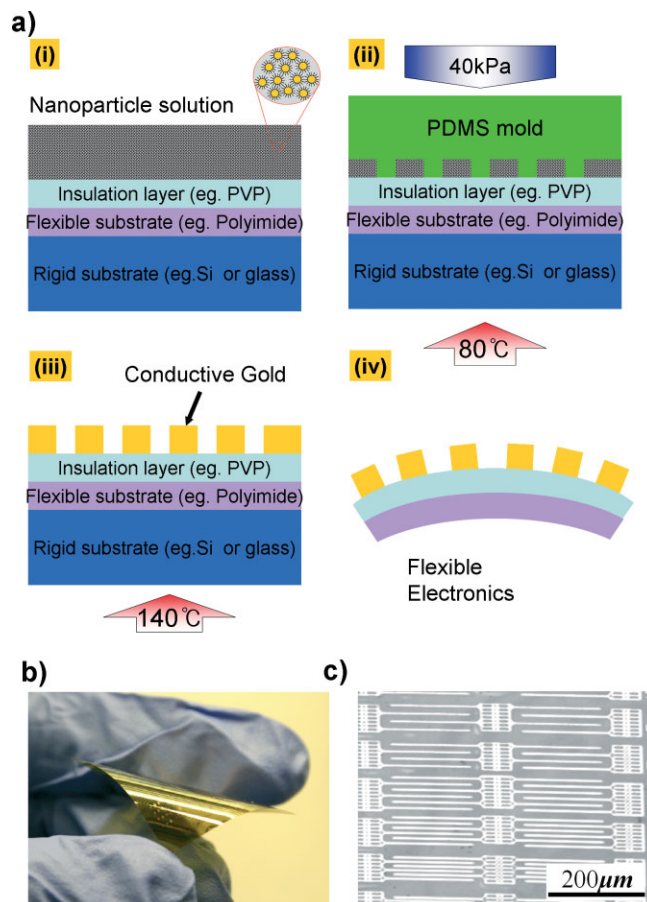 a)
(i)
Nanoparticle solution
Insulation layer (eg. PVP)
Flexible substrate (eg. Polyimide)
Rigid substrate (eg.Si or glass)
(ii)
40kPa
PDMS mold
Insulation layer (eg. PVP)
Flexible substrate (eg. Polyimide)
Rigid substrate (eg.Si or glass)
80℃
(iii)
Conductive Gold
Insulation layer (eg. PVP)
Flexible substrate (eg. Polyimide)
Rigid substrate (eg.Si or glass)
140℃
(iv)
Flexible
Electronics
b)
c)
200μm